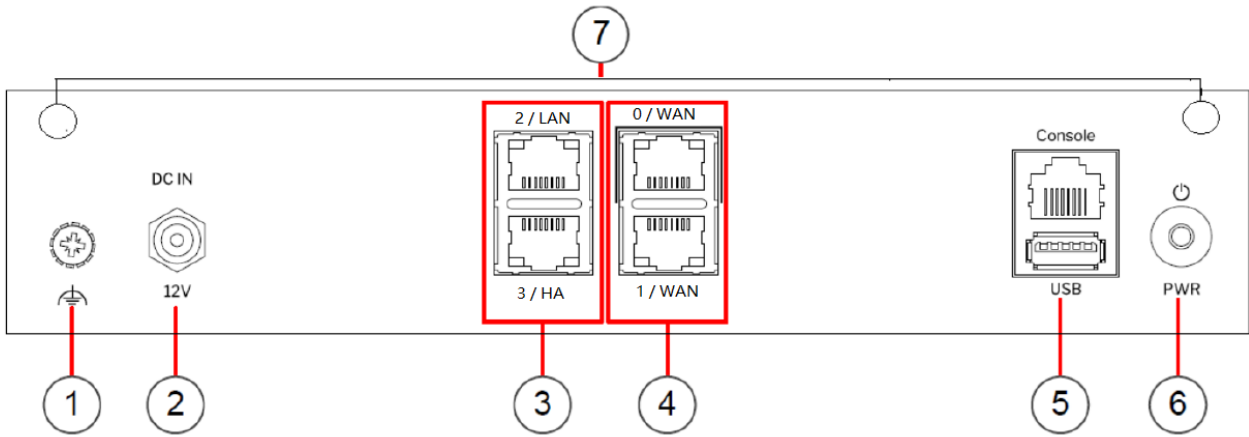 7
2 / LAN
0 / WAN
Console
DC IN
12V
3 / HA
1 / WAN
USB
PWR
1
2
3
4
5
6